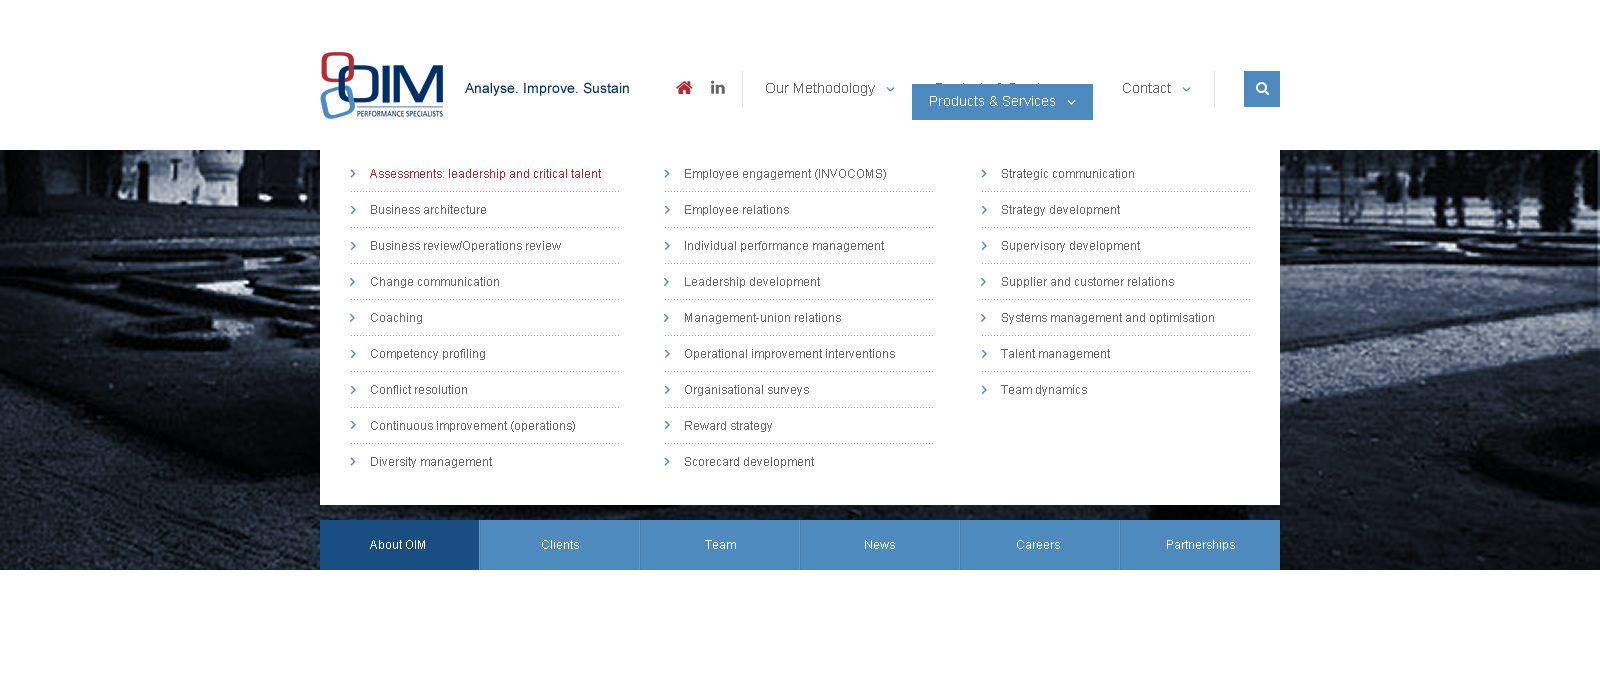 OIM
PERFORMANCE SPECIALISTS
Analyse. Improve. Sustain
Our Methodology
Products & Services
Contact
Assessments: leadership and critical talent
Business architecture
Business review/Operations review
Change communication
Coaching
Competency profiling
Conflict resolution
Continuous improvement (operations)
Diversity management
Employee engagement (INVOCOMS)
Employee relations
Individual performance management
Leadership development
Management-union relations
Operational improvement interventions
Organisational surveys
Reward strategy
Scorecard development
Strategic communication
Strategy development
Supervisory development
Supplier and customer relations
Systems management and optimisation
Talent management
Team dynamics
About OIM
Clients
Team
News
Careers
Partnerships